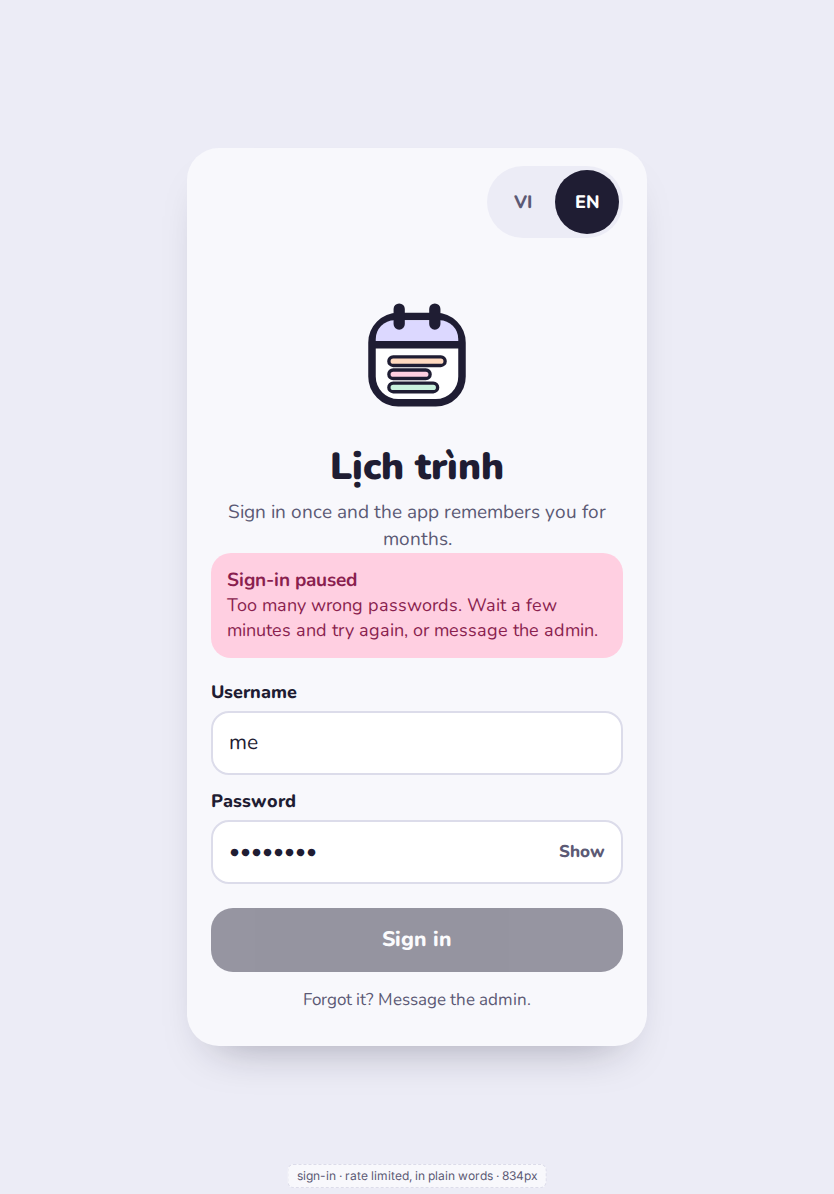 VI EN
Lịch trình
Sign in once and the app remembers you for
months.
Sign-in paused
Too many wrong passwords. Wait a few
minutes and try again, or message the admin.
Username
me
Password
•••••••• Show
Sign in
Forgot it? Message the admin.
sign-in · rate limited, in plain words · 834px